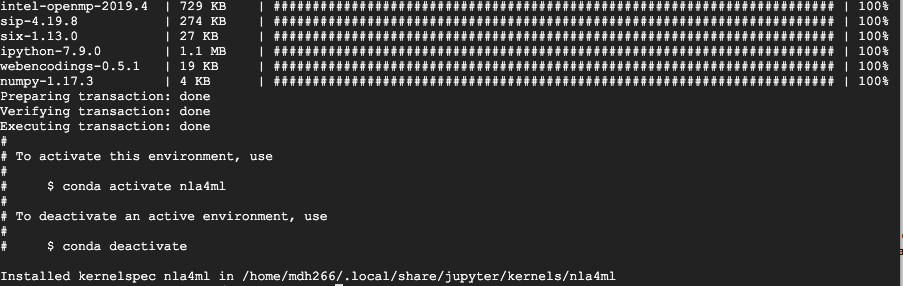 intel-openmp-2019.4 | 729 KB | ########################################################################## | 100%
sip-4.19.8 | 274 KB | ########################################################################## | 100%
six-1.13.0 | 27 KB | ########################################################################## | 100%
ipython-7.9.0 | 1.1 MB | ########################################################################## | 100%
webencodings-0.5.1 | 19 KB | ########################################################################## | 100%
numpy-1.17.3 | 4 KB | ########################################################################## | 100%
Preparing transaction: done
Verifying transaction: done
Executing transaction: done
#
# To activate this environment, use
#
# $ conda activate nla4ml
#
# To deactivate an active environment, use
#
# $ conda deactivate
Installed kernelspec nla4ml in /home/mdh266/.local/share/jupyter/kernels/nla4ml